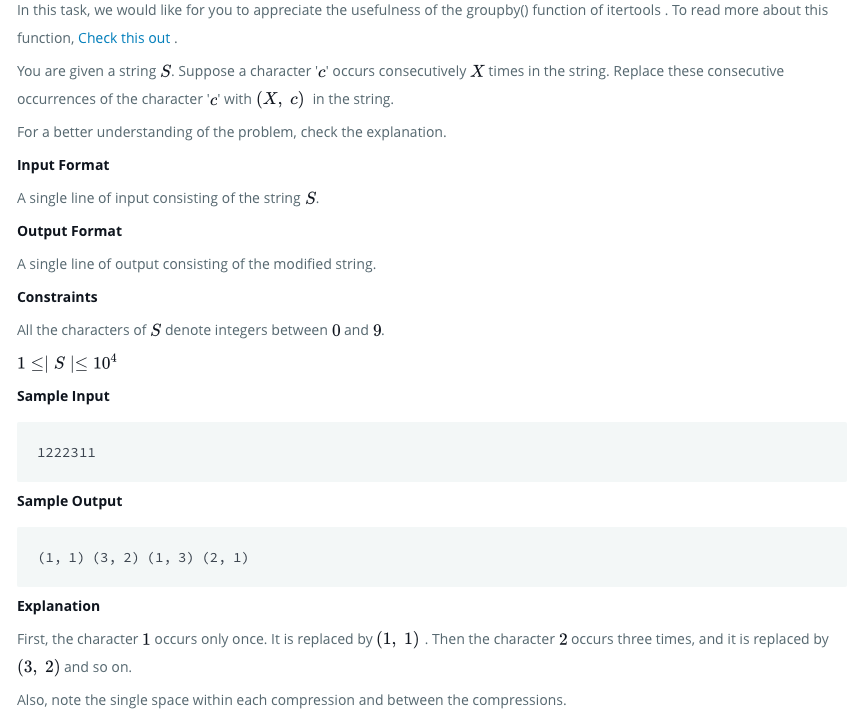 In this task, we would like for you to appreciate the usefulness of the groupby() function of itertools . To read more about this
function, Check this out .
You are given a string S. Suppose a character 'c' occurs consecutively X times in the string. Replace these consecutive
occurrences of the character 'c' with (X, c) in the string.
For a better understanding of the problem, check the explanation.
Input Format
A single line of input consisting of the string S.
Output Format
A single line of output consisting of the modified string.
Constraints
All the characters of S denote integers between 0 and 9.
1 ≤| S |≤ 10⁴
Sample Input
1222311
Sample Output
(1, 1) (3, 2) (1, 3) (2, 1)
Explanation
First, the character 1 occurs only once. It is replaced by (1, 1) . Then the character 2 occurs three times, and it is replaced by
(3, 2) and so on.
Also, note the single space within each compression and between the compressions.